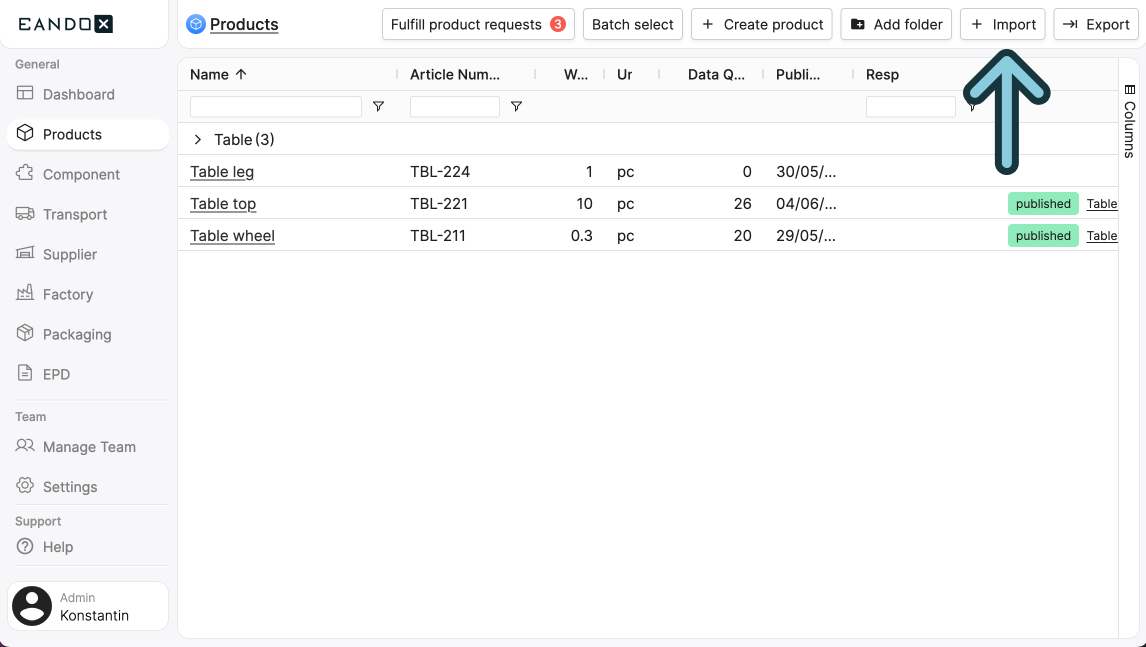 EANDOX
Products
Fulfill product requests 3
Batch select
+ Create product
Add folder
+ Import
Export
General
Dashboard
Products
Component
Transport
Supplier
Factory
Packaging
EPD
Team
Manage Team
Settings
Support
Help
Admin
Konstantin
Name Article Num... W... Ur Data Q... Publi... Resp
Table (3)
Table leg TBL-224 1 pc 0 30/05/...
Table top TBL-221 10 pc 26 04/06/... published Table
Table wheel TBL-211 0.3 pc 20 29/05/... published Table
Columns